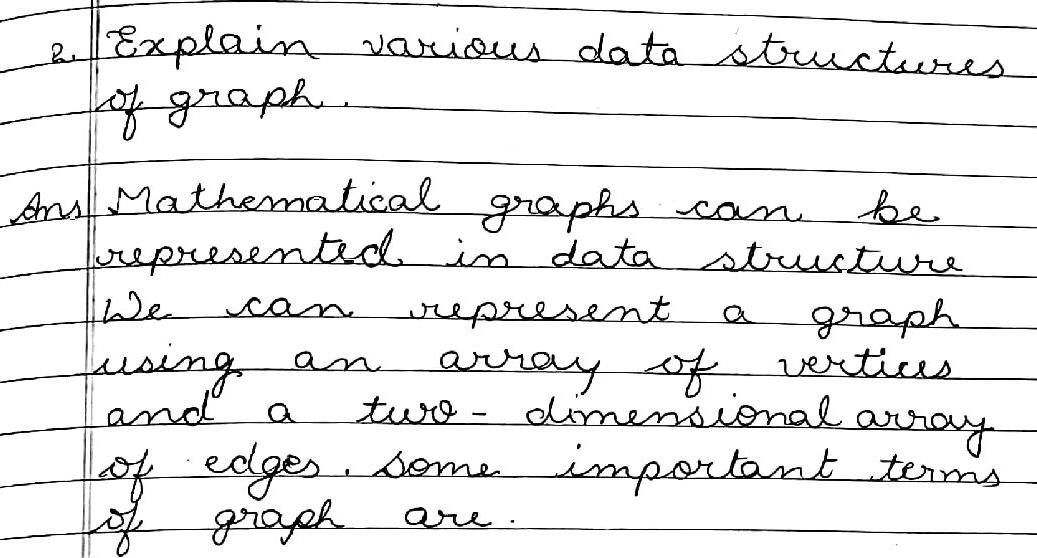 2. Explain various data structures
of graph.
Ans Mathematical graphs can be
represented in data structure
We can represent a graph
using an array of vertices
and a two-dimensional array
of edges. Some important terms
of graph are.